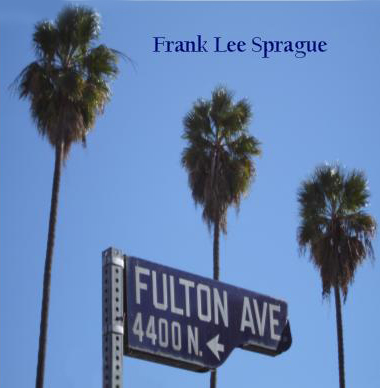 Frank Lee Sprague
FULTON AVE
4400 N.